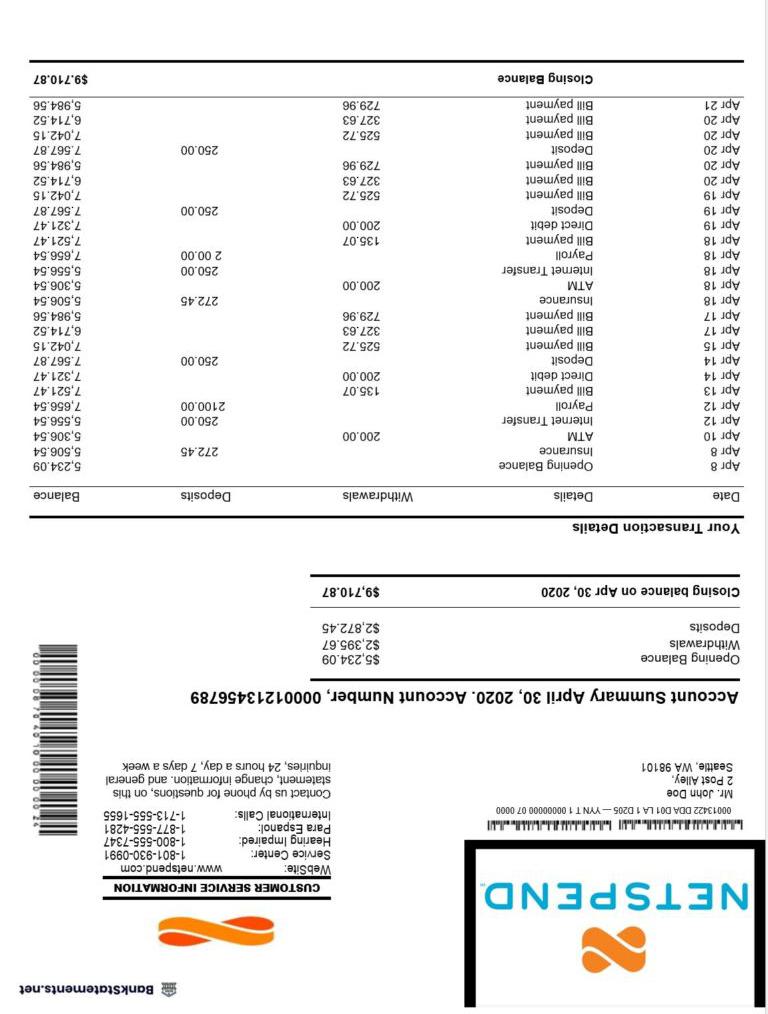 BankStatements.net
NETSPEND
CUSTOMER SERVICE INFORMATION
WebSite: www.netspend.com
Service Center: 1-801-930-0991
Hearing Impaired: 1-800-555-7347
Para Espanol: 1-877-555-4281
International Calls: 1-713-555-1655
Contact us by phone for questions, on this
statement, change information. and general
inquiries, 24 hours a day, 7 days a week
00013422 DDA D01 LA 1 D205 — YYN T 1 00000000 07 0000
Mr. John Doe
2 Post Alley,
Seattle, WA 98101
Account Summary April 30, 2020. Account Number, 00001213456789
Opening Balance $5,234.09
Withdrawals $2,395.67
Deposits $2,872.45
Closing balance on Apr 30, 2020 $9,710.87
Your Transaction Details
Date Details Withdrawals Deposits Balance
Apr 8 Opening Balance 5,234.09
Apr 8 Insurance 272.45 5,506.54
Apr 10 ATM 200.00 5,306.54
Apr 12 Internet Transfer 250.00 5,556.54
Apr 12 Payroll 2100.00 7,656.54
Apr 13 Bill payment 135.07 7,521.47
Apr 14 Direct debit 200.00 7,321.47
Apr 14 Deposit 250.00 7.567.87
Apr 15 Bill payment 525.72 7,042.15
Apr 17 Bill payment 327.63 6,714.52
Apr 17 Bill payment 729.96 5,984.56
Apr 18 Insurance 272.45 5,506.54
Apr 18 ATM 200.00 5,306.54
Apr 18 Internet Transfer 250.00 5,556.54
Apr 18 Payroll 2 00.00 7,656.54
Apr 18 Bill payment 135.07 7,521.47
Apr 19 Direct debit 200.00 7,321.47
Apr 19 Deposit 250.00 7.567.87
Apr 19 Bill payment 525.72 7,042.15
Apr 20 Bill payment 327.63 6,714.52
Apr 20 Bill payment 729.96 5,984.56
Apr 20 Deposit 250.00 7.567.87
Apr 20 Bill payment 525.72 7,042.15
Apr 20 Bill payment 327.63 6,714.52
Apr 21 Bill payment 729.96 5,984.56
Closing Balance $9,710.87